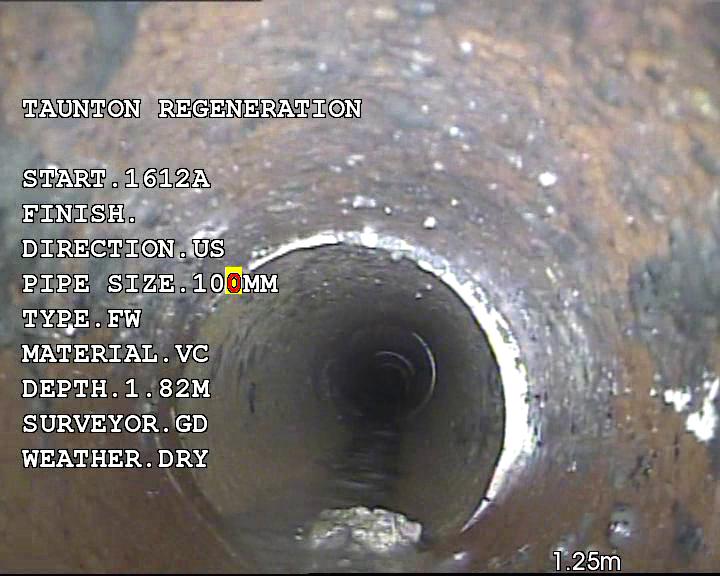 TAUNTON REGENERATION
START.1612A
FINISH.
DIRECTION.US
PIPE SIZE.100MM
TYPE.FW
MATERIAL.VC
DEPTH.1.82M
SURVEYOR.GD
WEATHER.DRY
1.25m